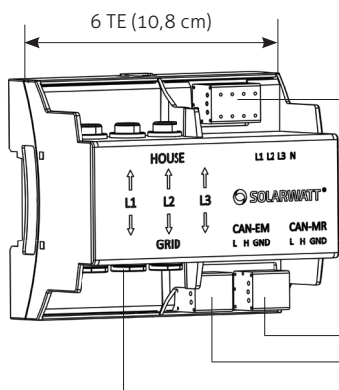 6 TE (10,8 cm)
HOUSE
L1 L2 L3 N
L1 L2 L3
SOLARWATT
CAN-EM CAN-MR
L H GND L H GND
GRID